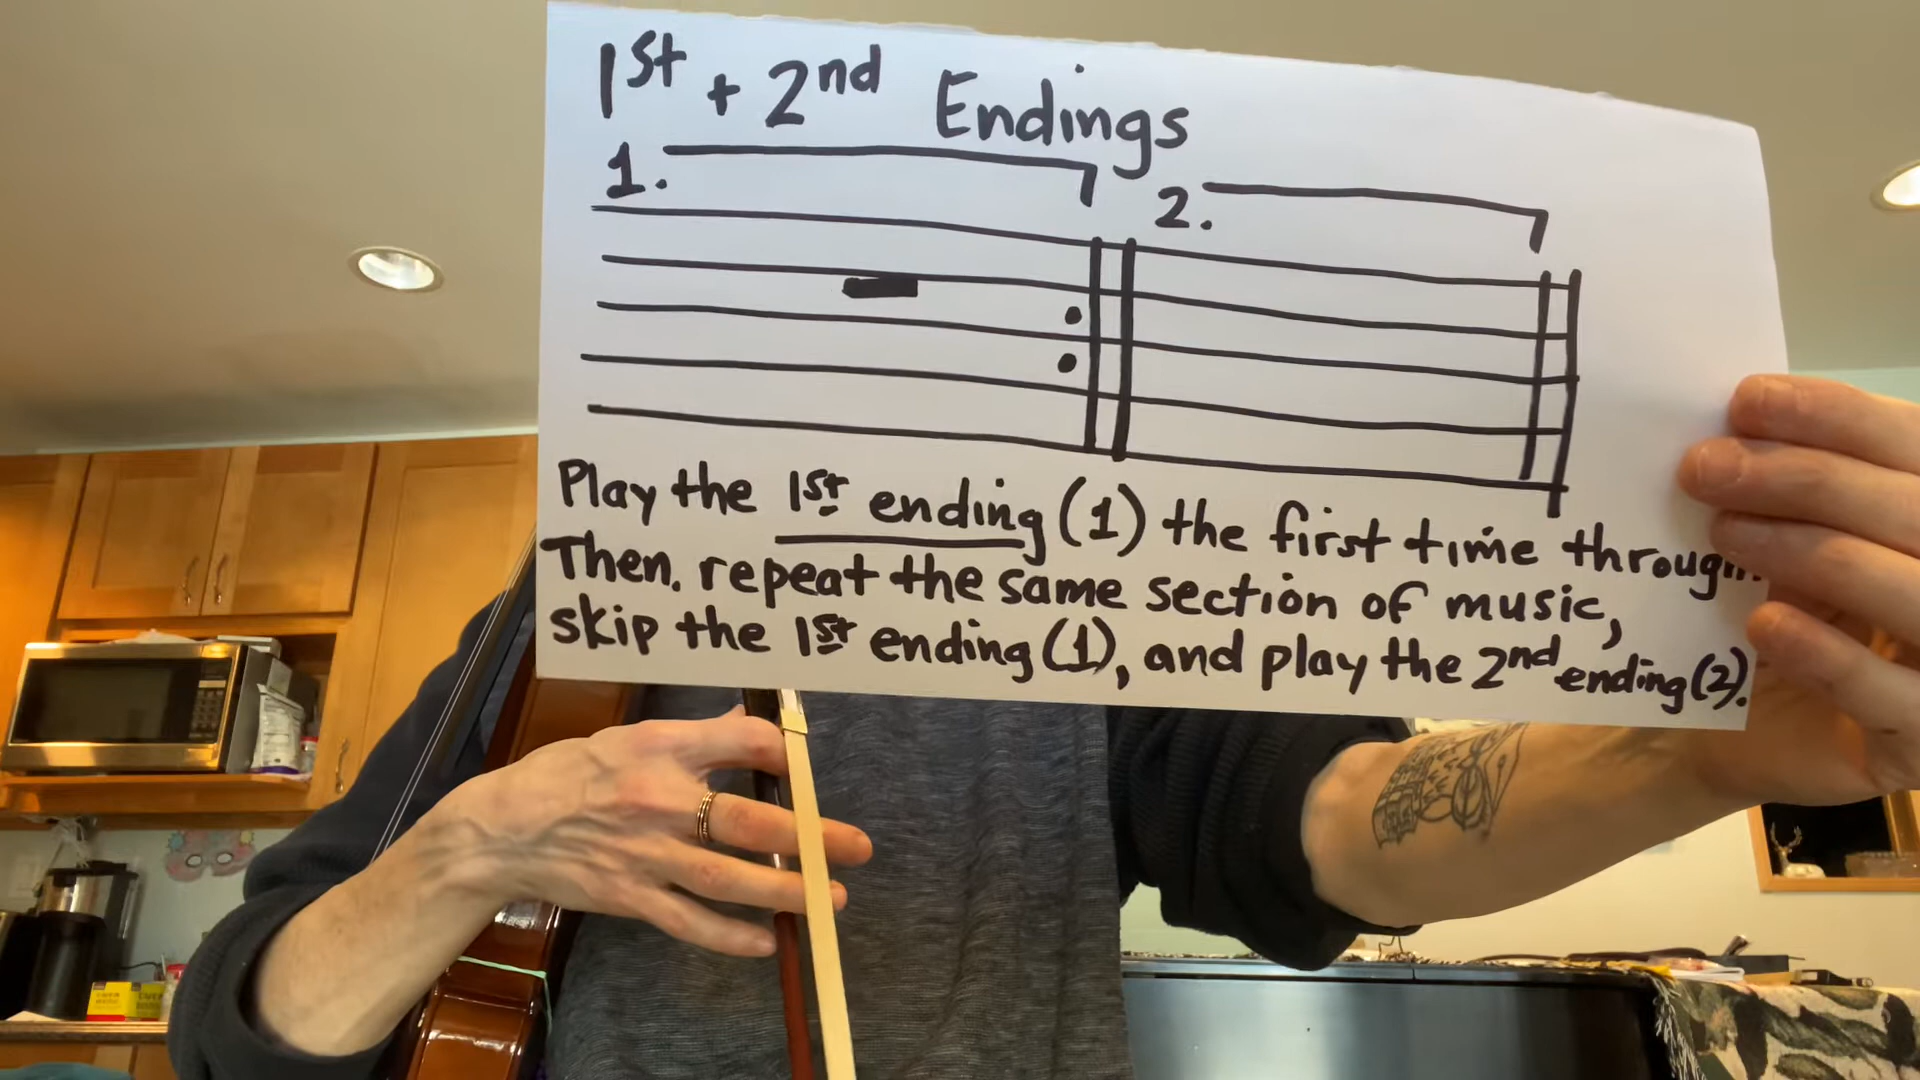 1st + 2nd Endings
1.
2.
Play the 1st ending (1) the first time through
Then, repeat the same section of music,
skip the 1st ending (1), and play the 2nd ending (2).